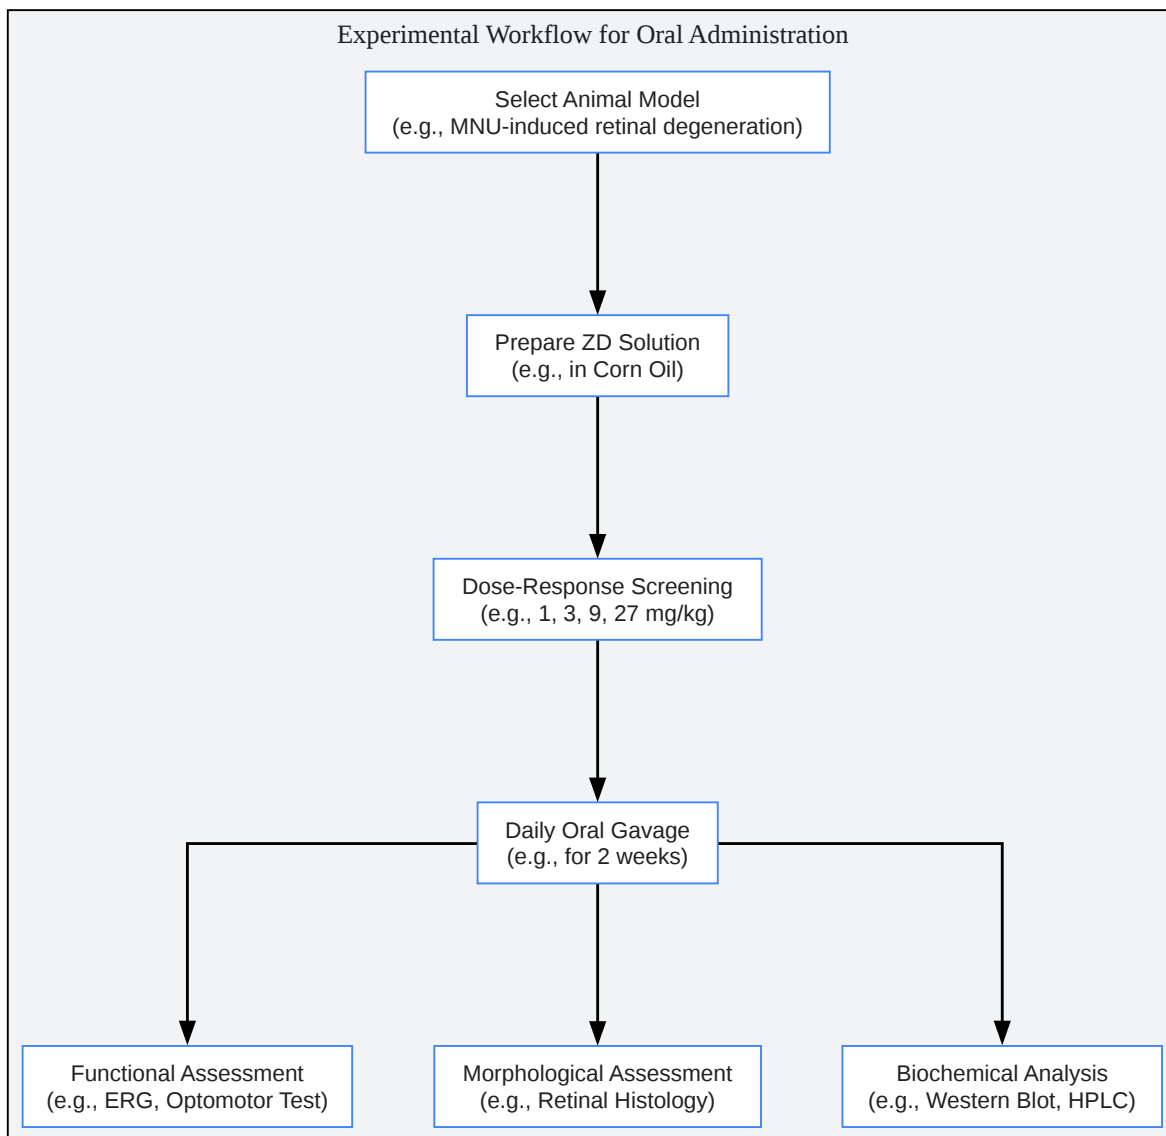 Experimental Workflow for Oral Administration
Select Animal Model
(e.g., MNU-induced retinal degeneration)
Prepare ZD Solution
(e.g., in Corn Oil)
Dose-Response Screening
(e.g., 1, 3, 9, 27 mg/kg)
Daily Oral Gavage
(e.g., for 2 weeks)
Functional Assessment
(e.g., ERG, Optomotor Test)
Morphological Assessment
(e.g., Retinal Histology)
Biochemical Analysis
(e.g., Western Blot, HPLC)